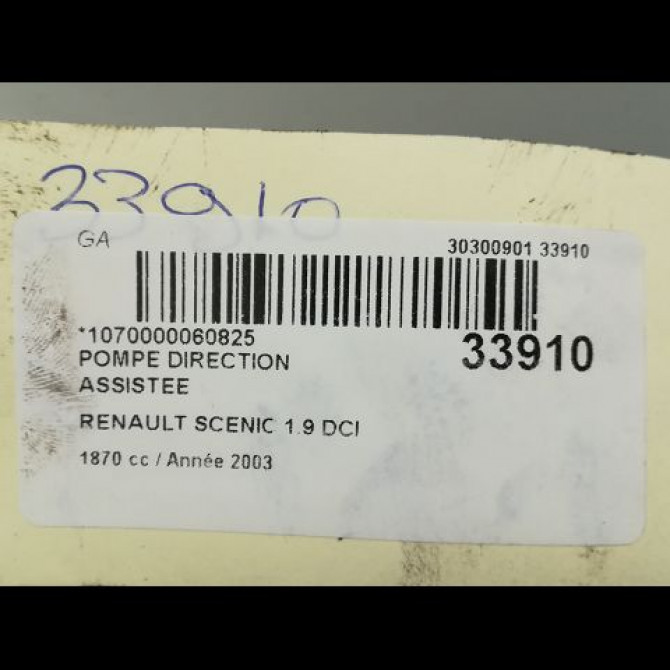 33910
GA
30300901 33910
*1070000060825
33910
POMPE DIRECTION
ASSISTEE
RENAULT SCENIC 1.9 DCI
1870 cc / Année 2003